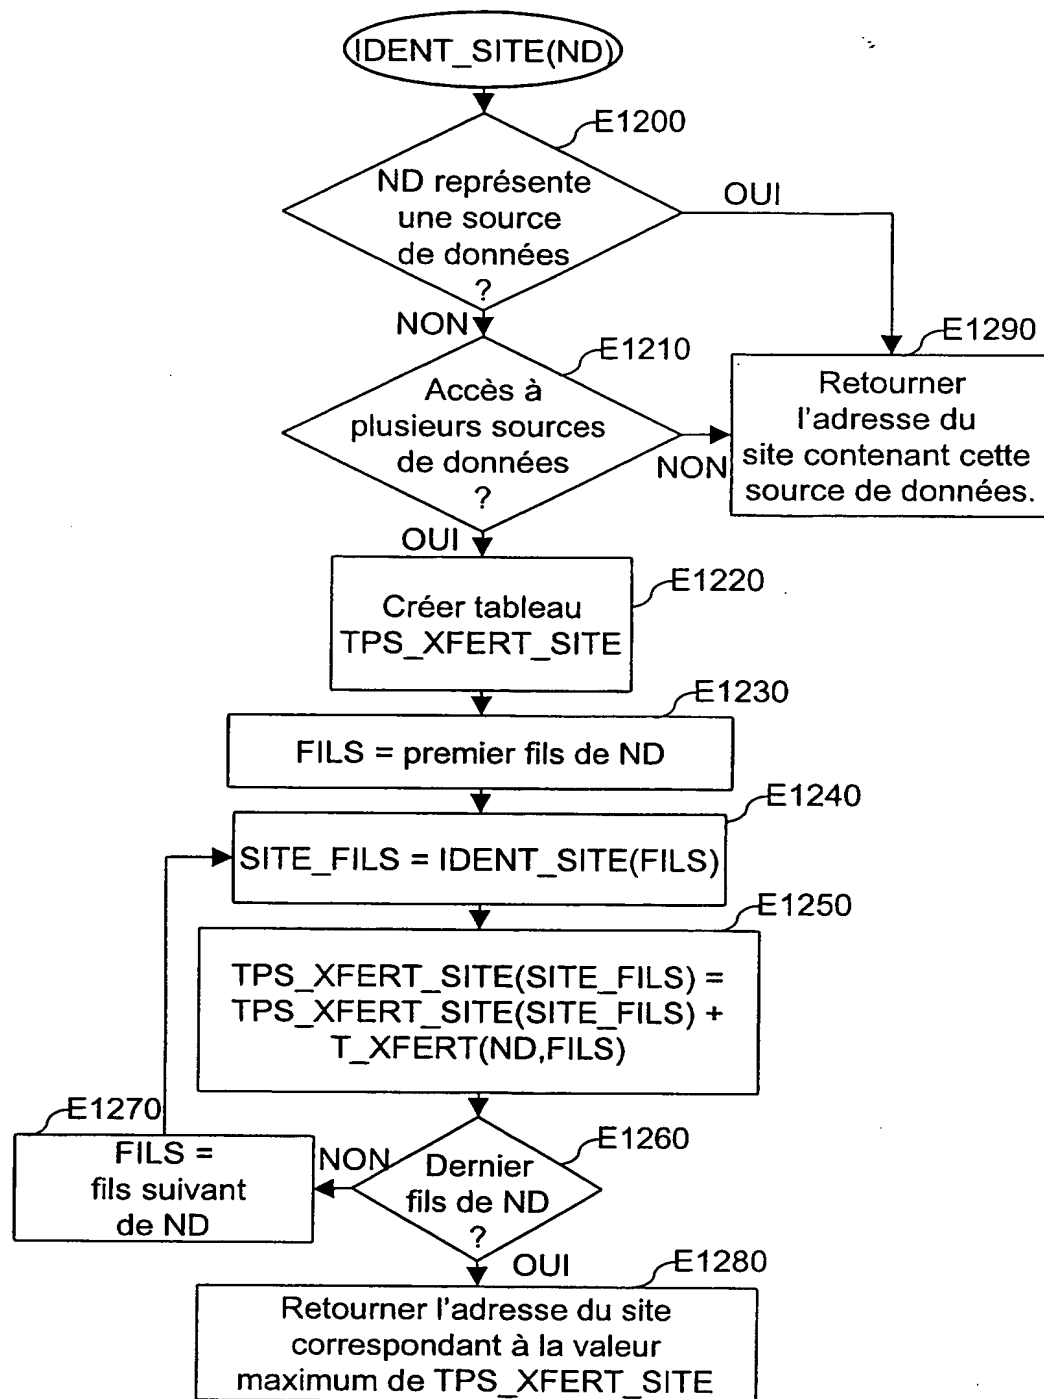 IDENT_SITE(ND)
E1200
ND représente
une source
de données
?
OUI
NON
E1210
Accès à
plusieurs sources
de données
?
NON
E1290
Retourner
l'adresse du
site contenant cette
source de données.
OUI
E1220
Créer tableau
TPS_XFERT_SITE
E1230
FILS = premier fils de ND
E1240
SITE_FILS = IDENT_SITE(FILS)
E1250
TPS_XFERT_SITE(SITE_FILS) =
TPS_XFERT_SITE(SITE_FILS) +
T_XFERT(ND,FILS)
E1270
FILS =
fils suivant
de ND
NON
E1260
Dernier
fils de ND
?
OUI
E1280
Retourner l'adresse du site
correspondant à la valeur
maximum de TPS_XFERT_SITE